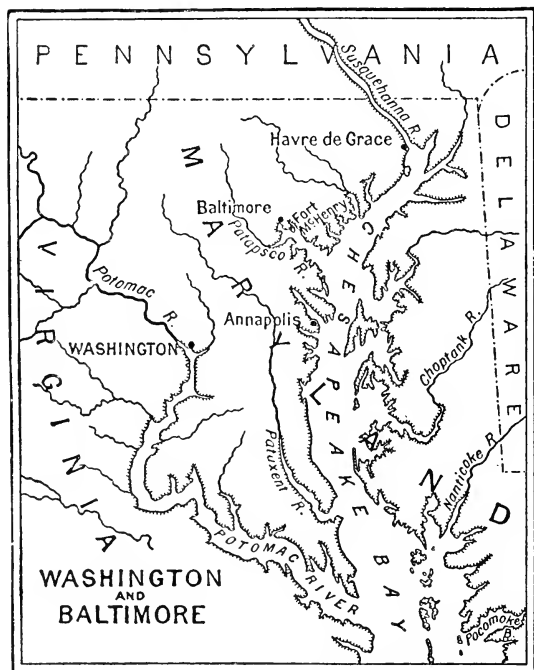 PENNSYLVANIA
Susquehanna R.
Havre de Grace
DELAWARE
MARYLAND
Baltimore
Fort McHenry
Patapsco R.
CHESAPEAKE BAY
VIRGINIA
Potomac R.
Annapolis
WASHINGTON
Choptank R.
Patuxent R.
Nanticoke R.
POTOMAC RIVER
WASHINGTON
AND
BALTIMORE
Pocomoke
B.